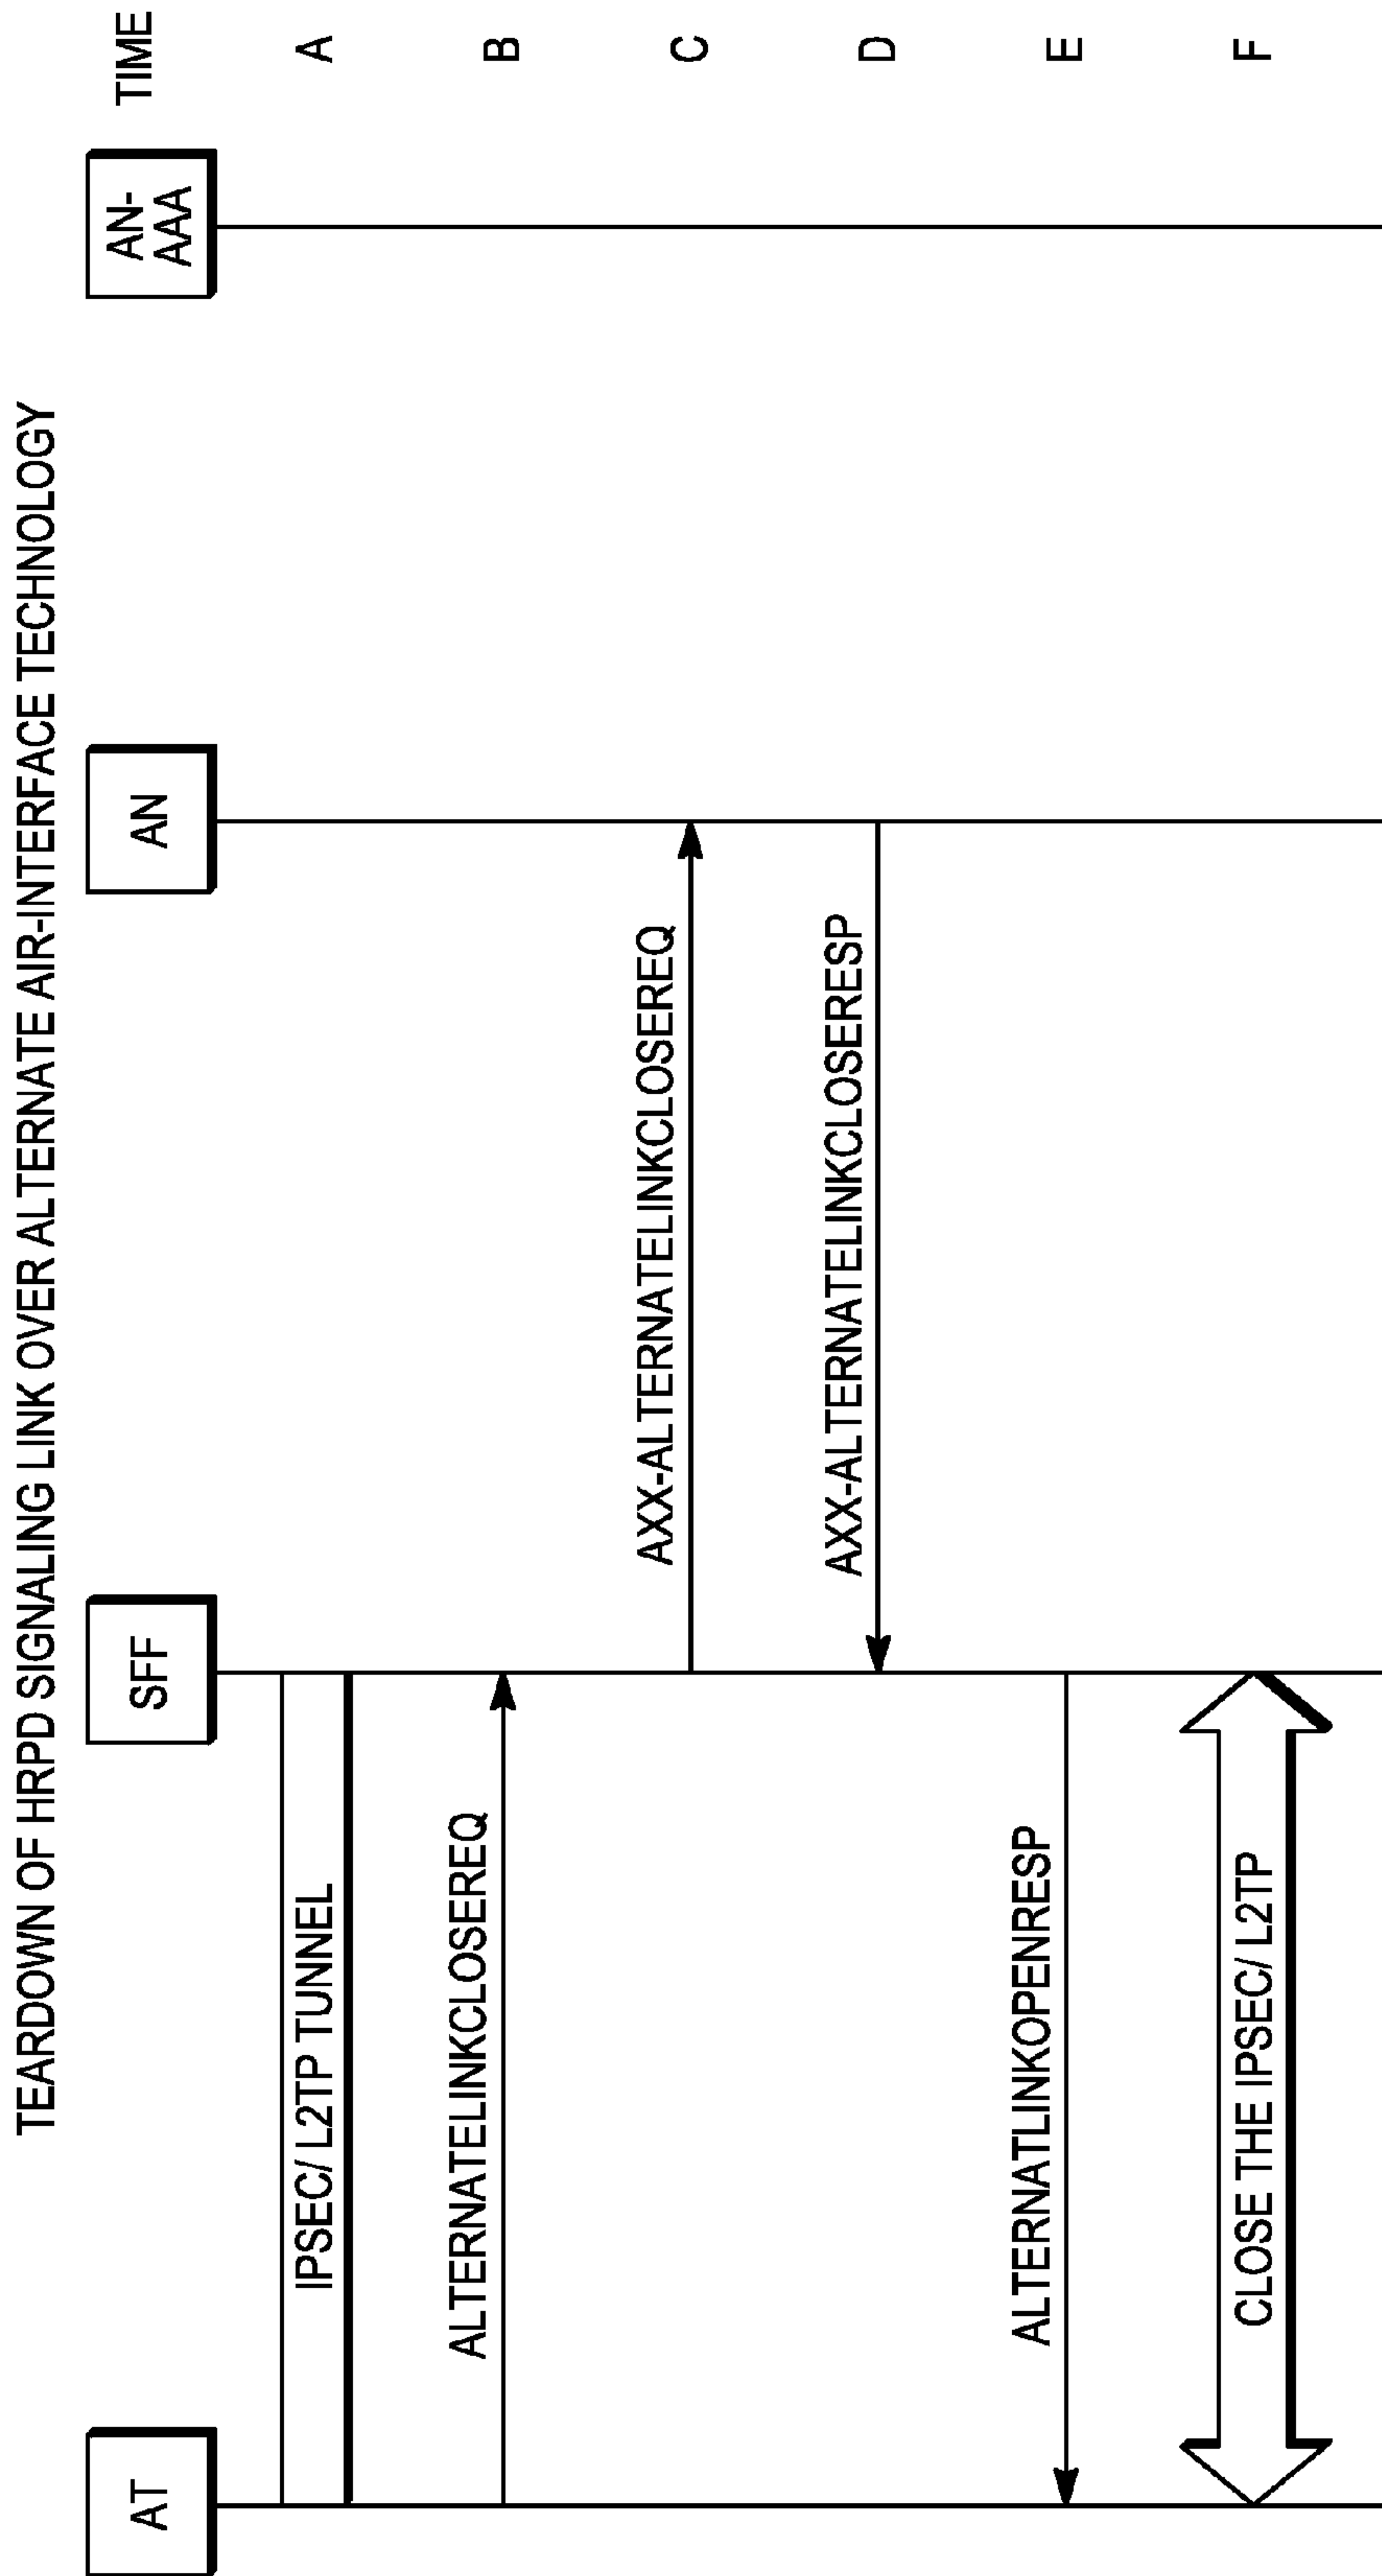 TEARDOWN OF HRPD SIGNALING LINK OVER ALTERNATE AIR-INTERFACE TECHNOLOGY
AT
SFF
AN
AN-
AAA
TIME
IPSEC/ L2TP TUNNEL
A
ALTERNATELINKCLOSEREQ
B
AXX-ALTERNATELINKCLOSEREQ
C
AXX-ALTERNATELINKCLOSERESP
D
ALTERNATLINKOPENRESP
E
CLOSE THE IPSEC/ L2TP
F